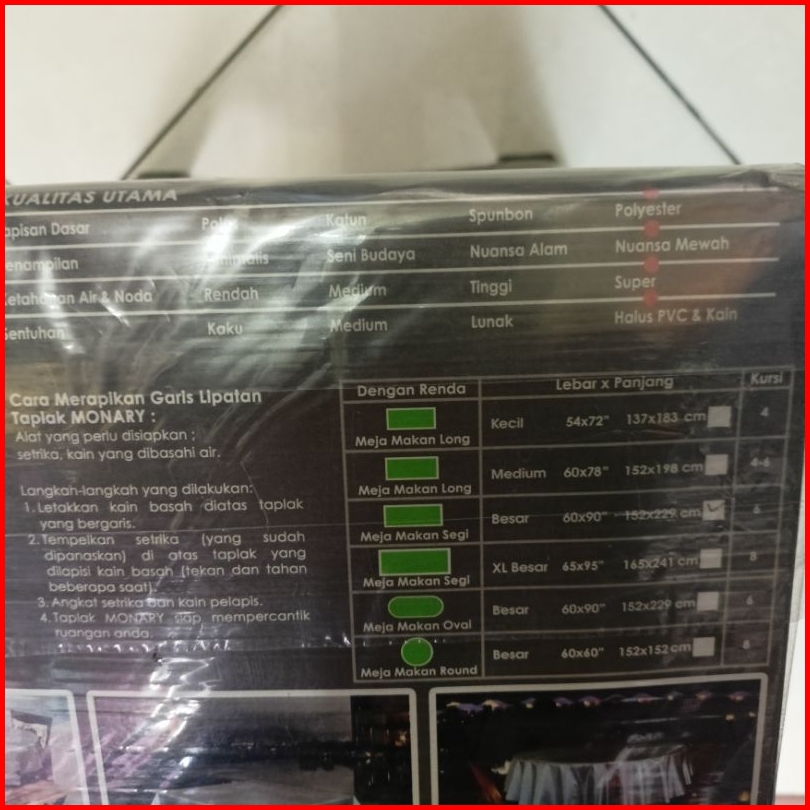 KUALITAS UTAMA
Dasar Katun Spunbon Polyester
Seni Budaya Nuansa Alam Nuansa Mewah
Air & Noda Rendah Medium Tinggi Super
Sentuhan Kaku Medium Lunak Halus PVC & Kain
Cara Merapikan Garis Lipatan
Taplak MONARY :
Alat yang perlu disiapkan ;
setrika, kain yang dibasahi air.
Langkah-langkah yang dilakukan:
1. Letakkan kain basah diatas taplak
yang bergaris.
2. Tempelkan setrika (yang sudah
dipanaskan) di atas taplak yang
dilapisi kain basah (tekan dan tahan
beberapa saat).
3. Angkat setrika dan kain pelapis.
4. Taplak MONARY siap mempercantik
ruangan anda.
Dengan Renda Lebar x Panjang Kursi
Meja Makan Long Kecil 54x72" 137x183 cm 4
Meja Makan Long Medium 60x78" 152x198 cm 4-6
Meja Makan Segi Besar 60x90" 152x229 cm 6
Meja Makan Segi XL Besar 65x95" 165x241 cm 8
Meja Makan Oval Besar 60x90" 152x229 cm 6
Meja Makan Round Besar 60x60" 152x152 cm 8